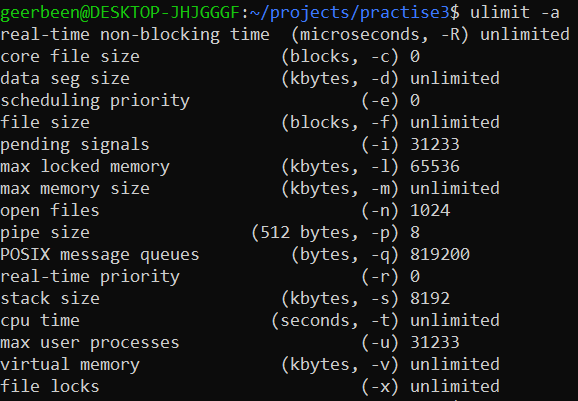 geerbeen@DESKTOP-JHJGGGF:~/projects/practise3$ ulimit -a
real-time non-blocking time  (microseconds, -R) unlimited
core file size              (blocks, -c) 0
data seg size               (kbytes, -d) unlimited
scheduling priority                 (-e) 0
file size                   (blocks, -f) unlimited
pending signals                     (-i) 31233
max locked memory           (kbytes, -l) 65536
max memory size             (kbytes, -m) unlimited
open files                          (-n) 1024
pipe size                (512 bytes, -p) 8
POSIX message queues         (bytes, -q) 819200
real-time priority                  (-r) 0
stack size                  (kbytes, -s) 8192
cpu time                   (seconds, -t) unlimited
max user processes                  (-u) 31233
virtual memory              (kbytes, -v) unlimited
file locks                          (-x) unlimited